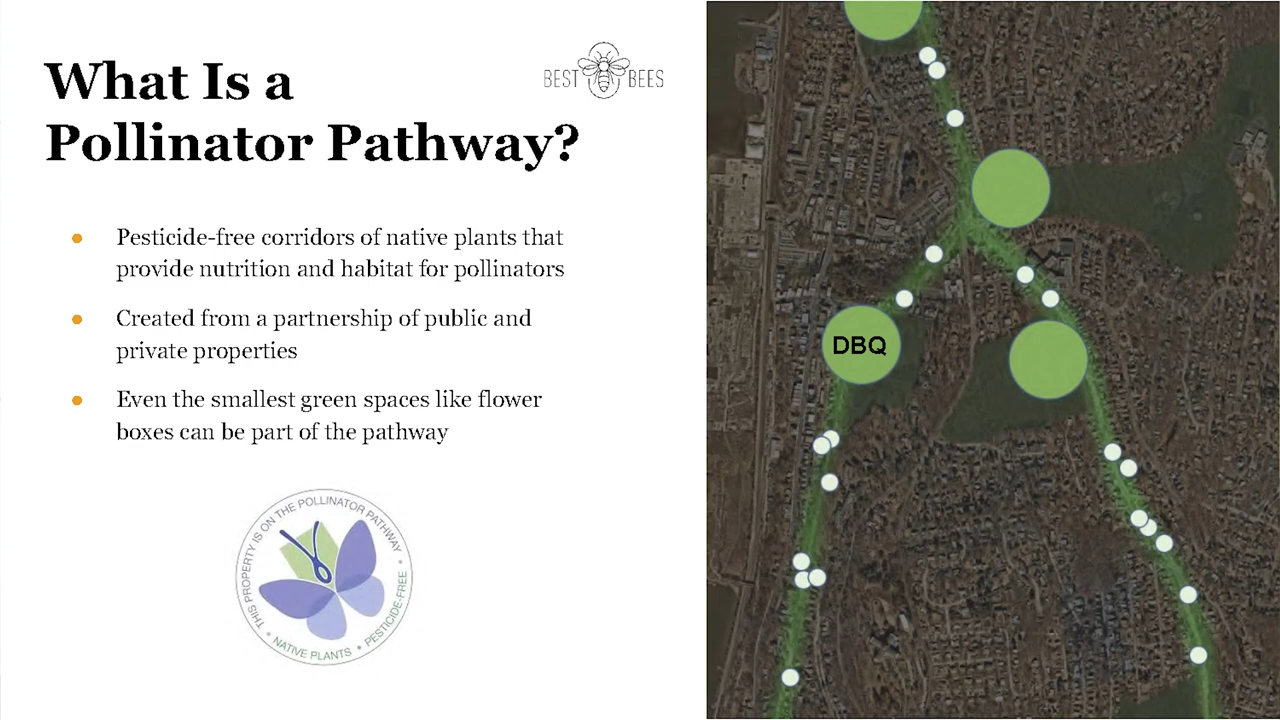 What Is a
Pollinator Pathway?
BEST BEES
Pesticide-free corridors of native plants that
provide nutrition and habitat for pollinators
Created from a partnership of public and
private properties
Even the smallest green spaces like flower
boxes can be part of the pathway
THIS PROPERTY IS ON THE POLLINATOR PATHWAY
NATIVE PLANTS • PESTICIDE-FREE
DBQ